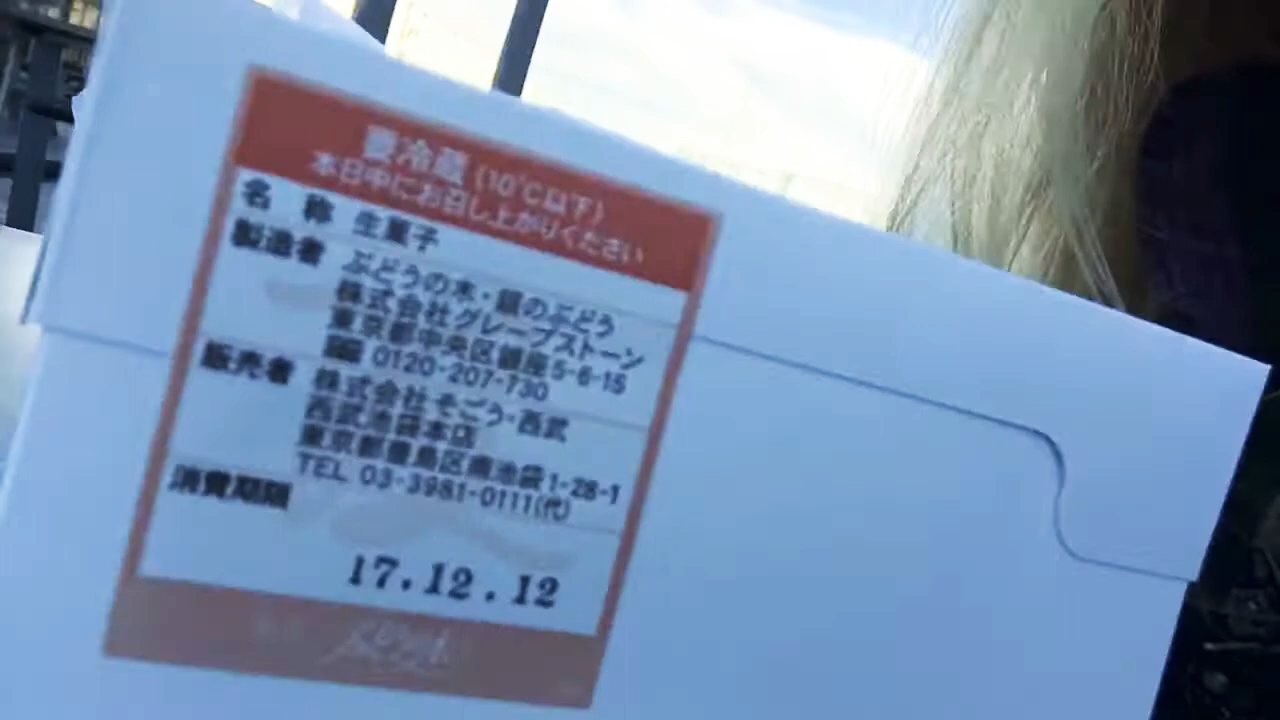 要冷蔵 (10°C以下)
本日中にお召し上がりください
名 称 生菓子
製造者 ぶどうの木・銀のぶどう
株式会社グレープストーン
東京都中央区銀座5-6-15
0120-207-730
販売者 株式会社そごう・西武
西武池袋本店
東京都豊島区南池袋1-28-1
TEL 03-3981-0111(代)
消費期限
17.12.12